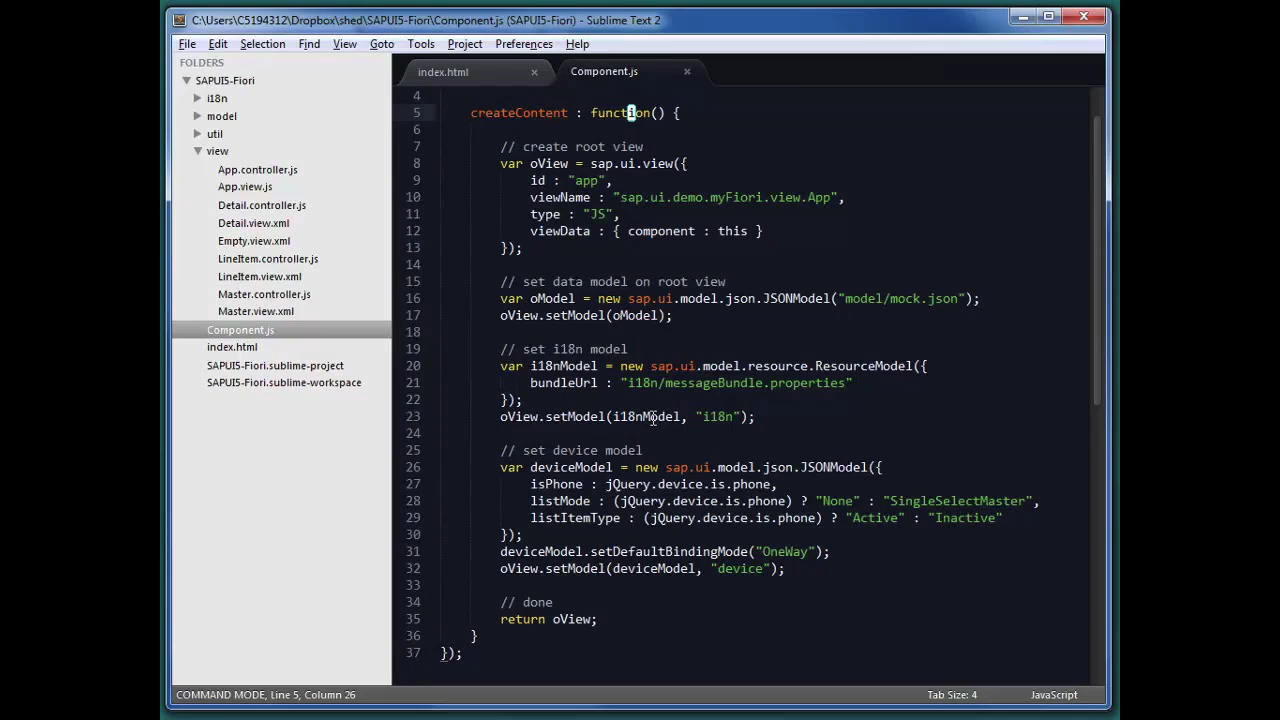 C:\Users\C5194312\Dropbox\shed\SAPUI5-Fiori\Component.js (SAPUI5-Fiori) - Sublime Text 2
File Edit Selection Find View Goto Tools Project Preferences Help
FOLDERS
SAPUI5-Fiori
i18n
model
util
view
App.controller.js
App.view.js
Detail.controller.js
Detail.view.xml
Empty.view.xml
LineItem.controller.js
LineItem.view.xml
Master.controller.js
Master.view.xml
Component.js
index.html
SAPUI5-Fiori.sublime-project
SAPUI5-Fiori.sublime-workspace
index.html Component.js
4
5 createContent : function() {
6
7 // create root view
8 var oView = sap.ui.view({
9 id : "app",
10 viewName : "sap.ui.demo.myFiori.view.App",
11 type : "JS",
12 viewData : { component : this }
13 });
14
15 // set data model on root view
16 var oModel = new sap.ui.model.json.JSONModel("model/mock.json");
17 oView.setModel(oModel);
18
19 // set i18n model
20 var i18nModel = new sap.ui.model.resource.ResourceModel({
21 bundleUrl : "i18n/messageBundle.properties"
22 });
23 oView.setModel(i18nModel, "i18n");
24
25 // set device model
26 var deviceModel = new sap.ui.model.json.JSONModel({
27 isPhone : jQuery.device.is.phone,
28 listMode : (jQuery.device.is.phone) ? "None" : "SingleSelectMaster",
29 listItemType : (jQuery.device.is.phone) ? "Active" : "Inactive"
30 });
31 deviceModel.setDefaultBindingMode("OneWay");
32 oView.setModel(deviceModel, "device");
33
34 // done
35 return oView;
36 }
37 });
COMMAND MODE, Line 5, Column 26 Tab Size: 4 JavaScript